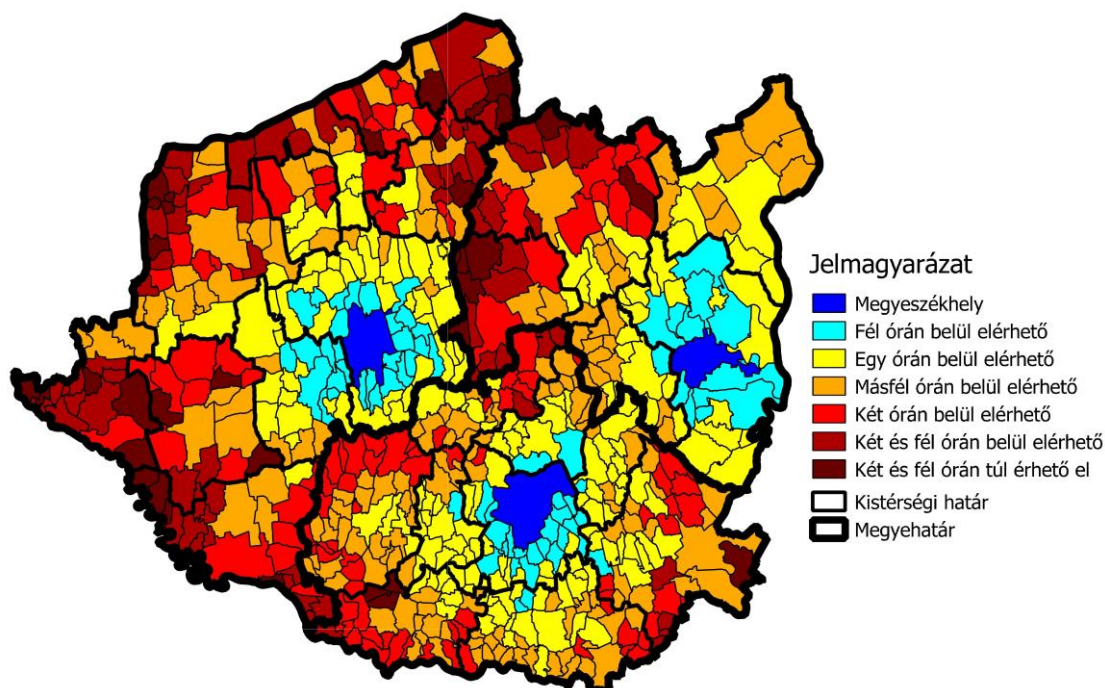 Jelmagyarázat
Megyeszékhely
Fél órán belül elérhető
Egy órán belül elérhető
Másfél órán belül elérhető
Két órán belül elérhető
Két és fél órán belül elérhető
Két és fél órán túl érhető el
Kistérségi határ
Megyehatár